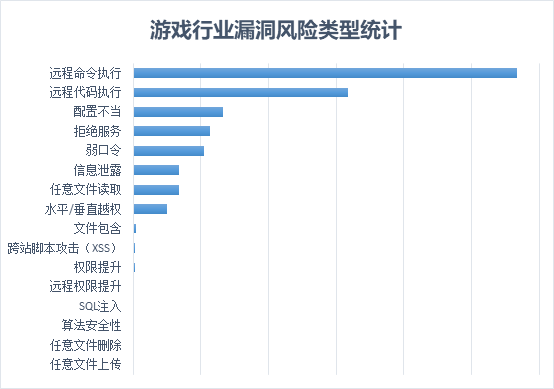 游戏行业漏洞风险类型统计
远程命令执行
远程代码执行
配置不当
拒绝服务
弱口令
信息泄露
任意文件读取
水平/垂直越权
文件包含
跨站脚本攻击（XSS）
权限提升
远程权限提升
SQL注入
算法安全性
任意文件删除
任意文件上传